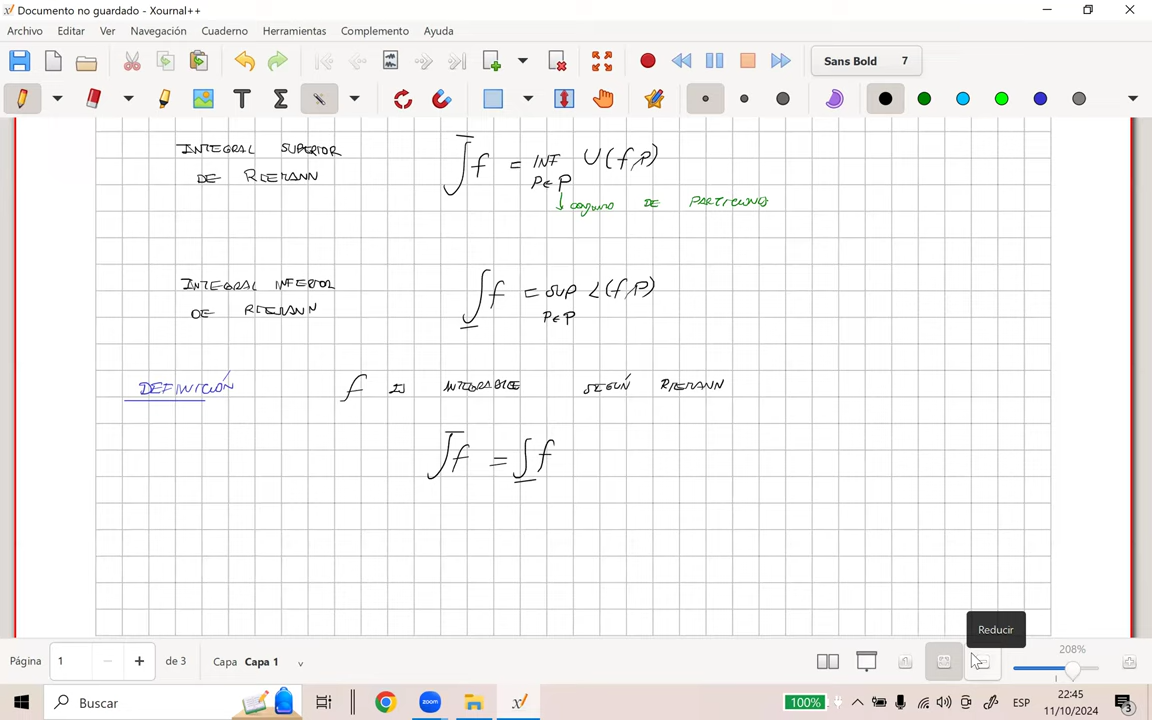 Documento no guardado - Xournal++
Archivo Editar Ver Navegación Cuaderno Herramientas Complemento Ayuda
Sans Bold 7
INTEGRAL SUPERIOR
DE RIEMANN
∫̅ f = INF U(f,P)
P∈P
↓ conjunto DE PARTICIONES
INTEGRAL INFERIOR
DE RIEMANN
∫̲ f = SUP L(f,P)
P∈P
DEFINICIÓN f ES INTEGRABLE SEGÚN RIEMANN
∫̅ f = ∫̲ f
Reducir
Página 1 de 3 Capa Capa 1 208%
Buscar 100% ESP 22:45
11/10/2024 3